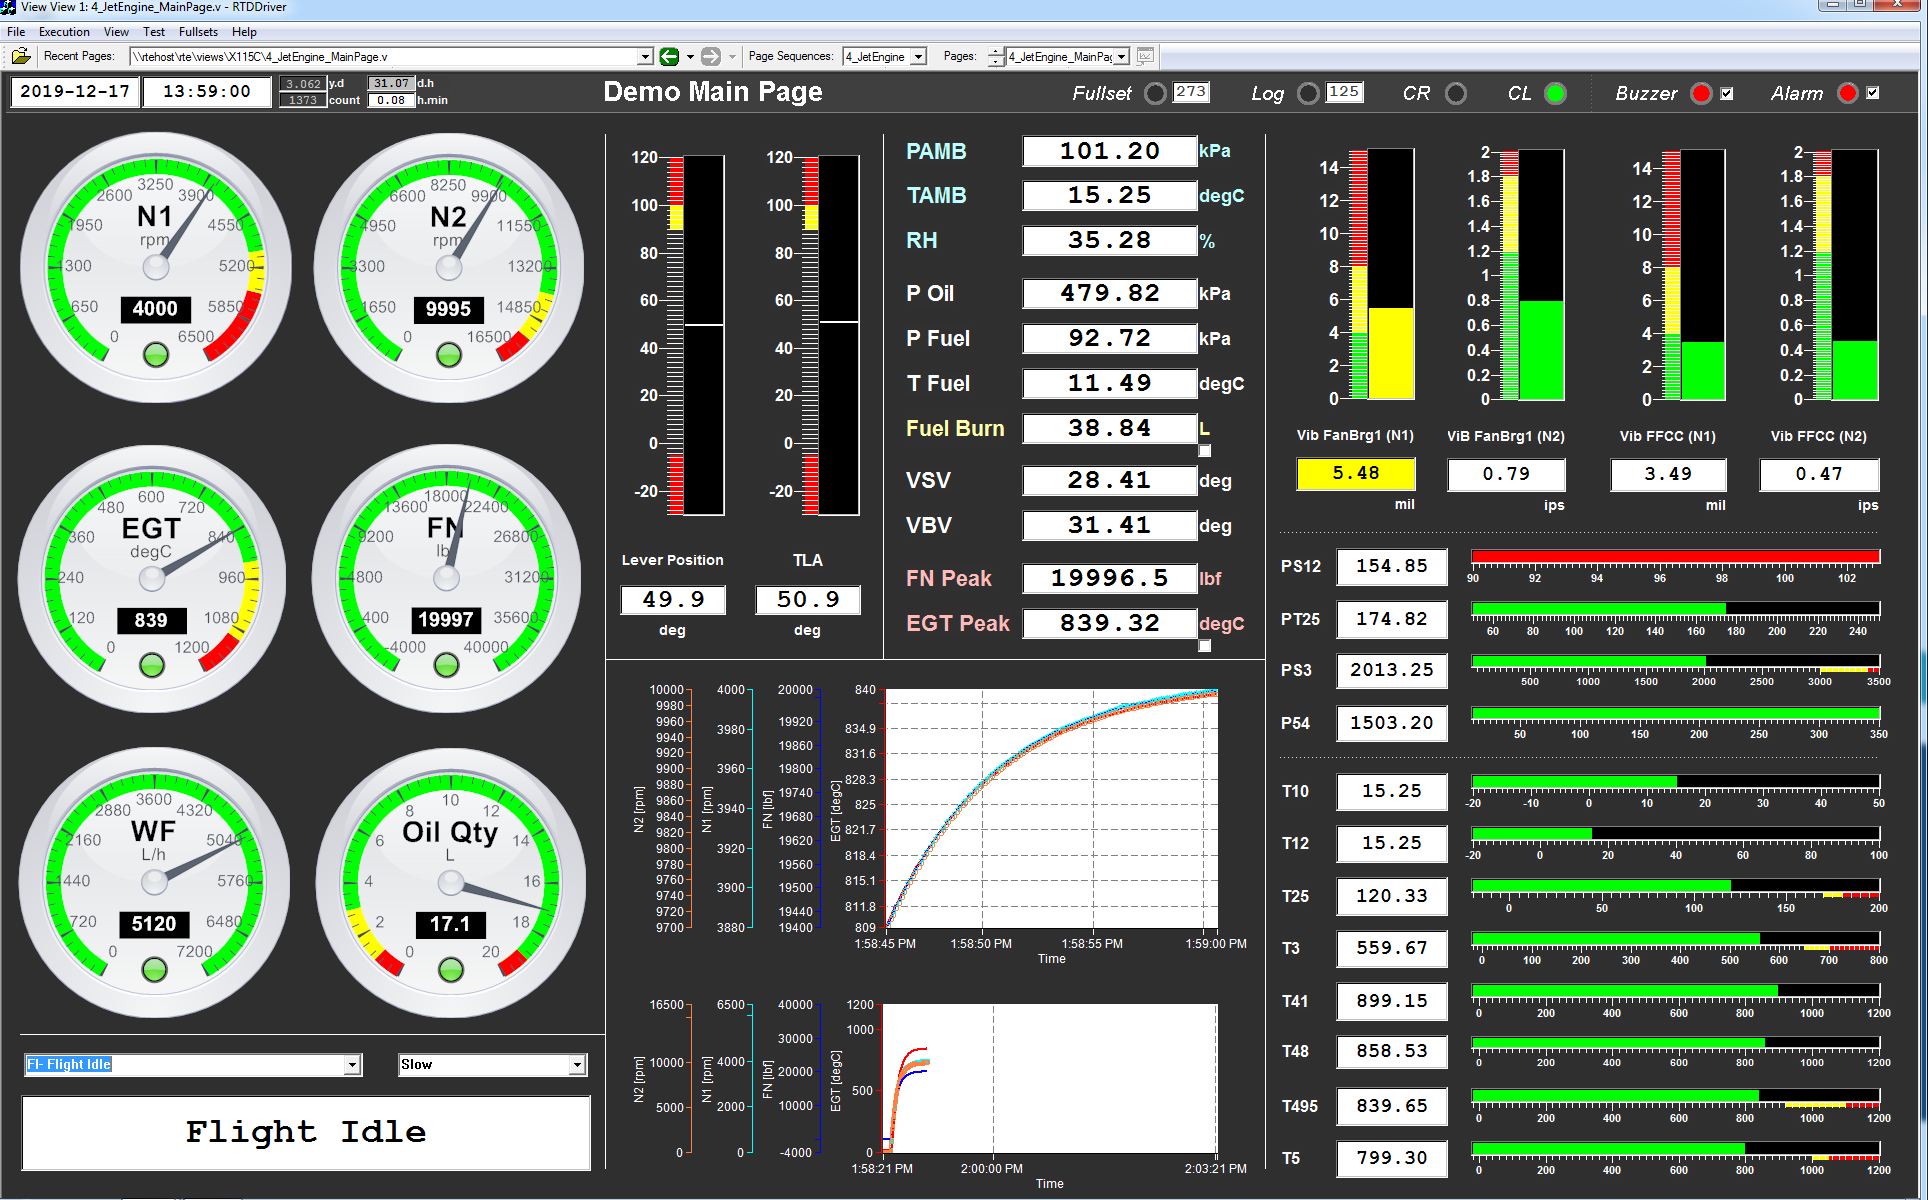 View View 1: 4_JetEngine_MainPage.v - RTDDriver
File Execution View Test Fullsets Help
Recent Pages: \\rtehost\rte\views\X115C\4_JetEngine_MainPage.v Page Sequences: 4_JetEngine Pages: 4_JetEngine_MainPag
2019-12-17 13:59:00 3.062 y.d 31.07 d.h
1373 count 0.08 h.min
Demo Main Page Fullset 273 Log 125 CR CL Buzzer Alarm
N1
rpm
0 650 1300 1950 2600 3250 3900 4550 5200 5850 6500
4000
N2
rpm
0 1650 3300 4950 6600 8250 9900 11550 13200 14850 16500
9995
EGT
degC
0 120 240 360 480 600 720 840 960 1080 1200
839
FN
lb
-4000 400 4800 9200 13600 18000 22400 26800 31200 35600 40000
19997
WF
L/h
0 720 1440 2160 2880 3600 4320 5040 5760 6480 7200
5120
Oil Qty
L
0 2 4 6 8 10 12 14 16 18 20
17.1
FI- Flight Idle Slow
Flight Idle
120 100 80 60 40 20 0 -20
Lever Position
49.9
deg
120 100 80 60 40 20 0 -20
TLA
50.9
deg
PAMB 101.20 kPa
TAMB 15.25 degC
RH 35.28 %
P Oil 479.82 kPa
P Fuel 92.72 kPa
T Fuel 11.49 degC
Fuel Burn 38.84 L
VSV 28.41 deg
VBV 31.41 deg
FN Peak 19996.5 lbf
EGT Peak 839.32 degC
N2 [rpm]
10000 9980 9960 9940 9920 9900 9880 9860 9840 9820 9800 9780 9760 9740 9720 9700
N1 [rpm]
4000 3980 3960 3940 3920 3900 3880
FN [lbf]
20000 19920 19860 19800 19740 19680 19620 19560 19500 19440 19400
EGT [degC]
840 834.9 831.6 828.3 825 821.7 818.4 815.1 811.8 809
1:58:45 PM 1:58:50 PM 1:58:55 PM 1:59:00 PM
Time
N2 [rpm]
16500 10000 5000 0
N1 [rpm]
6500 4000 2000 0
FN [lbf]
40000 30000 20000 10000 -4000
EGT [degC]
1200 1000 500 0
1:58:21 PM 2:00:00 PM 2:03:21 PM
Time
14 12 10 8 6 4 2 0
Vib FanBrg1 (N1)
5.48
mil
2 1.8 1.6 1.4 1.2 1 0.8 0.6 0.4 0.2 0
ViB FanBrg1 (N2)
0.79
ips
14 12 10 8 6 4 2 0
Vib FFCC (N1)
3.49
mil
2 1.8 1.6 1.4 1.2 1 0.8 0.6 0.4 0.2 0
Vib FFCC (N2)
0.47
ips
PS12 154.85
90 92 94 96 98 100 102
PT25 174.82
60 80 100 120 140 160 180 200 220 240
PS3 2013.25
500 1000 1500 2000 2500 3000 3500
P54 1503.20
50 100 150 200 250 300 350
T10 15.25
-20 -10 0 10 20 30 40 50
T12 15.25
-20 0 20 40 60 80 100
T25 120.33
0 50 100 150 200
T3 559.67
0 100 200 300 400 500 600 700 800
T41 899.15
0 200 400 600 800 1000 1200
T48 858.53
0 200 400 600 800 1000 1200
T495 839.65
0 200 400 600 800 1000 1200
T5 799.30
0 200 400 600 800 1000 1200